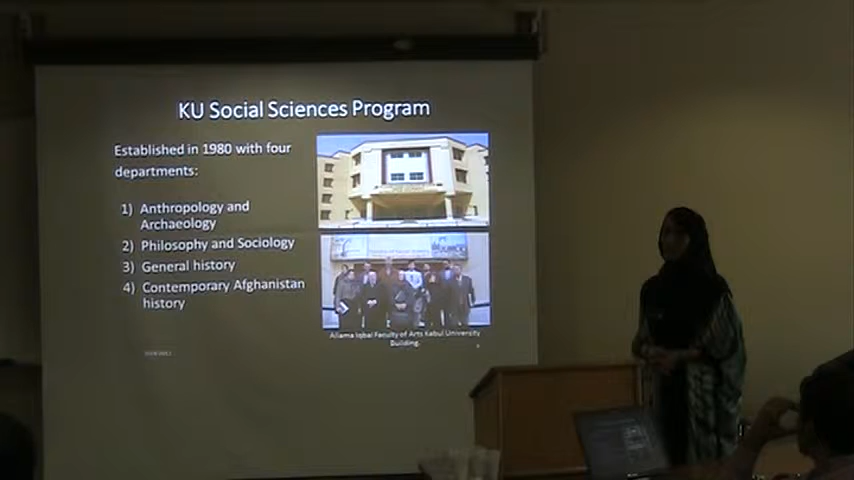 KU Social Sciences Program
Established in 1980 with four
departments:
1) Anthropology and
Archaeology
2) Philosophy and Sociology
3) General history
4) Contemporary Afghanistan
history
Allama Iqbal Faculty of Arts Kabul University
Building.